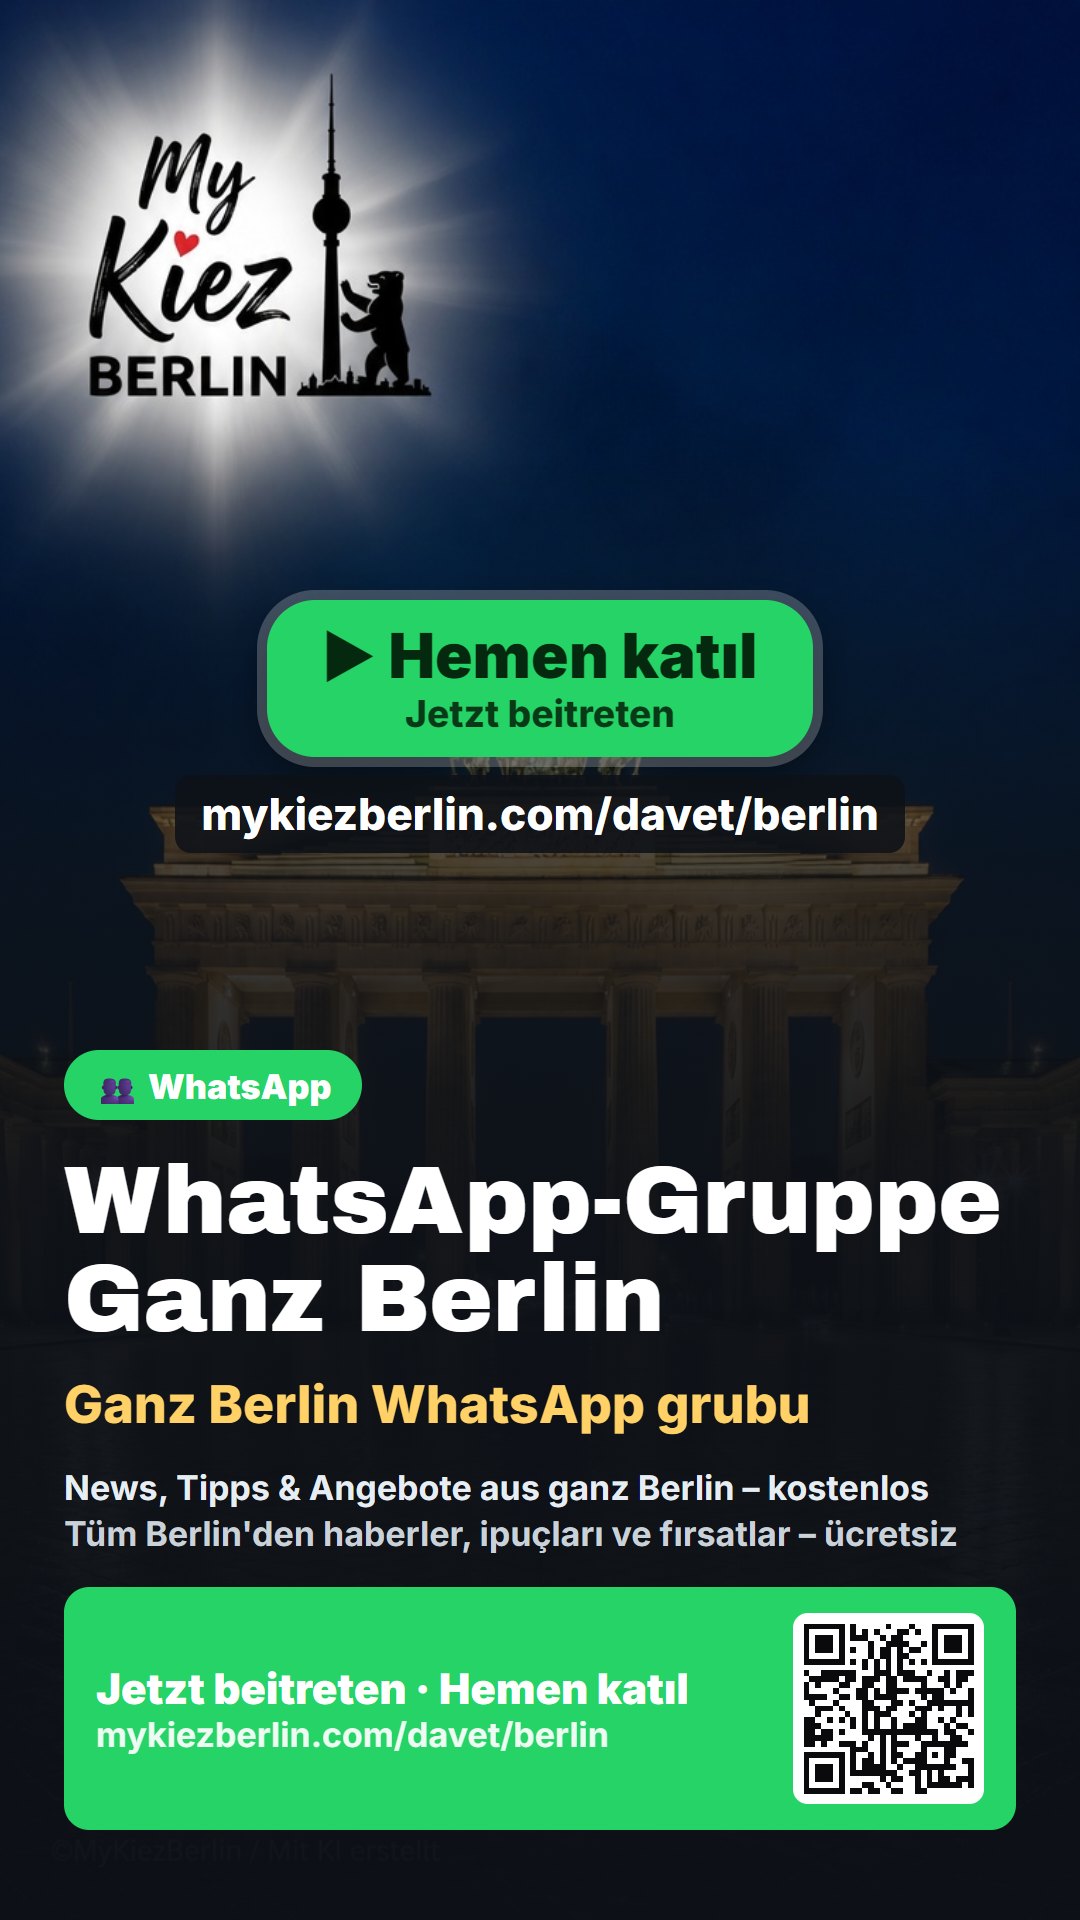 My
Kiez
BERLIN
▶ Hemen katıl
Jetzt beitreten
mykiezberlin.com/davet/berlin
WhatsApp
WhatsApp-Gruppe
Ganz Berlin
Ganz Berlin WhatsApp grubu
News, Tipps & Angebote aus ganz Berlin – kostenlos
Tüm Berlin'den haberler, ipuçları ve fırsatlar – ücretsiz
Jetzt beitreten · Hemen katıl
mykiezberlin.com/davet/berlin
©MyKiezBerlin / Mit KI erstellt